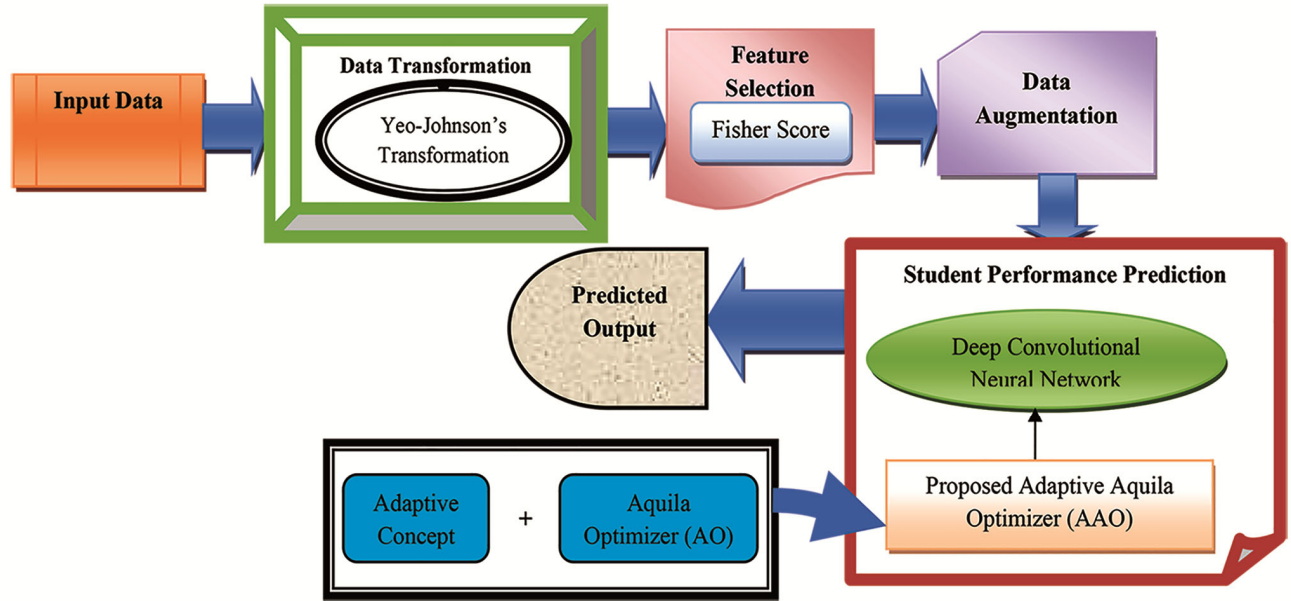 Input Data
Data Transformation
Yeo-Johnson's
Transformation
Feature
Selection
Fisher Score
Data
Augmentation
Student Performance Prediction
Deep Convolutional
Neural Network
Proposed Adaptive Aquila
Optimizer (AAO)
Predicted
Output
Adaptive
Concept
+
Aquila
Optimizer (AO)